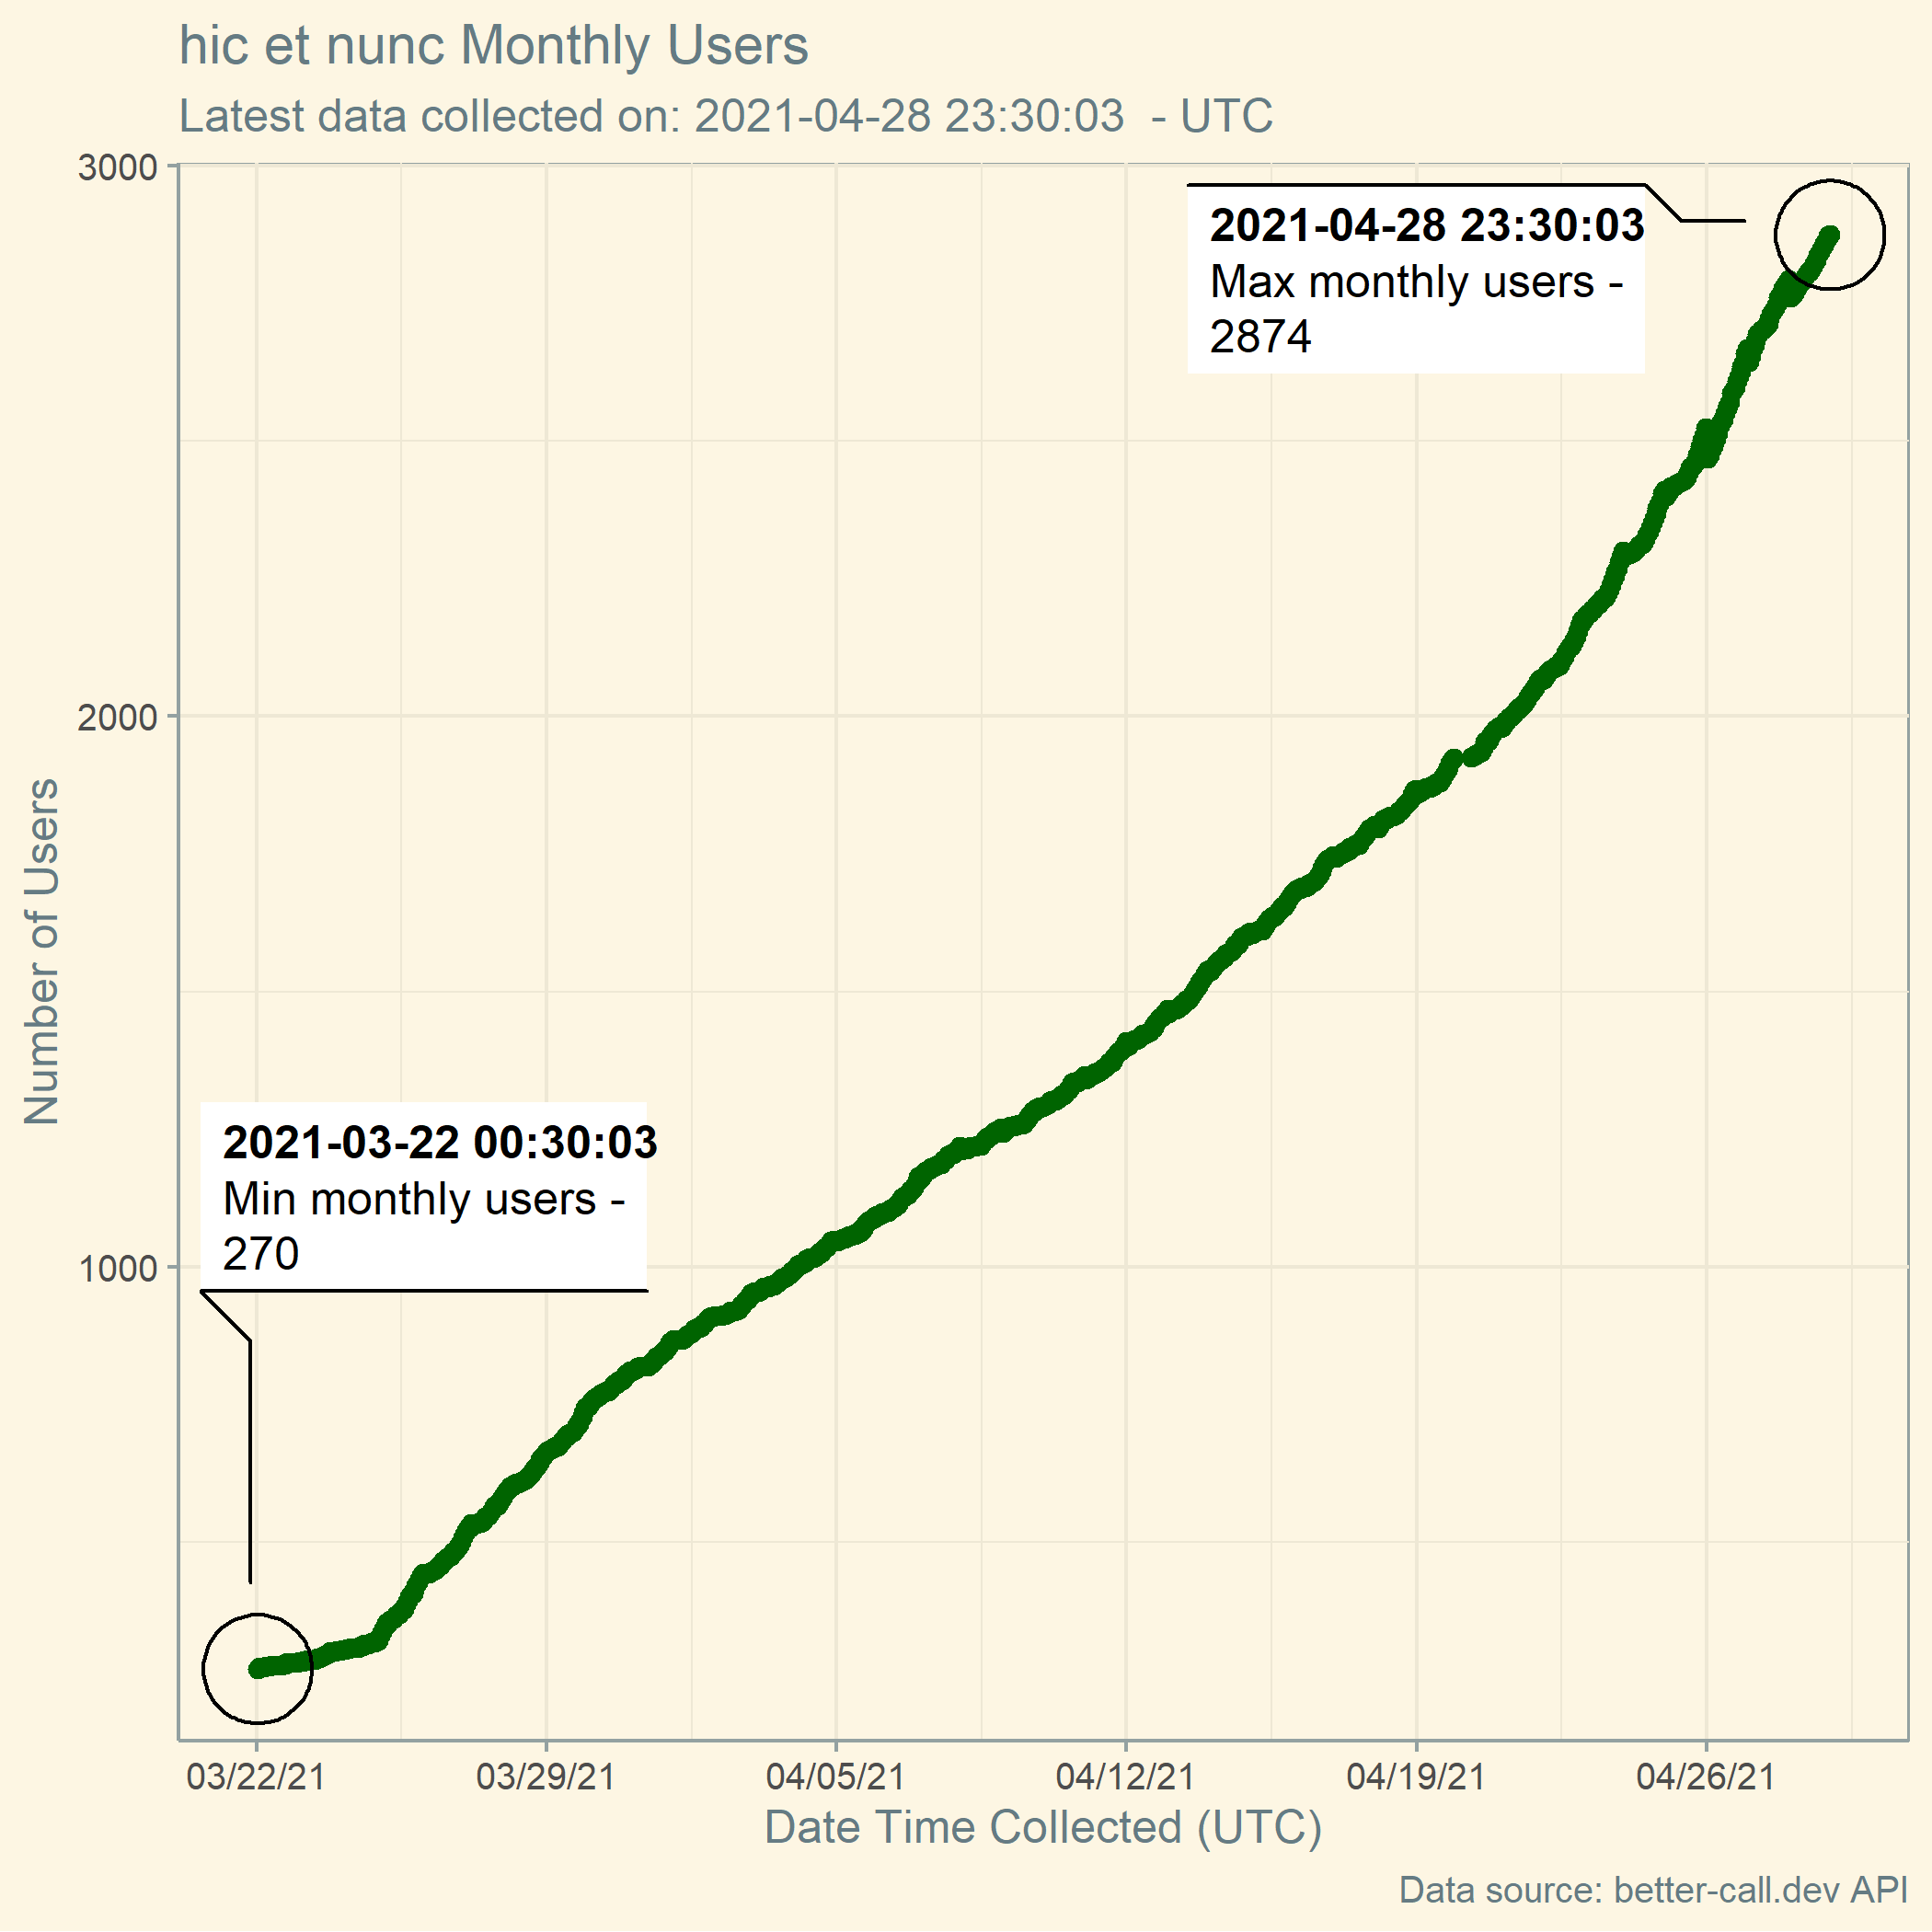 hic et nunc Monthly Users
Latest data collected on: 2021-04-28 23:30:03  - UTC
3000
2021-04-28 23:30:03
Max monthly users -
2874
2000
Number of Users
2021-03-22 00:30:03
Min monthly users -
270
1000
03/22/21 03/29/21 04/05/21 04/12/21 04/19/21 04/26/21
Date Time Collected (UTC)
Data source: better-call.dev API